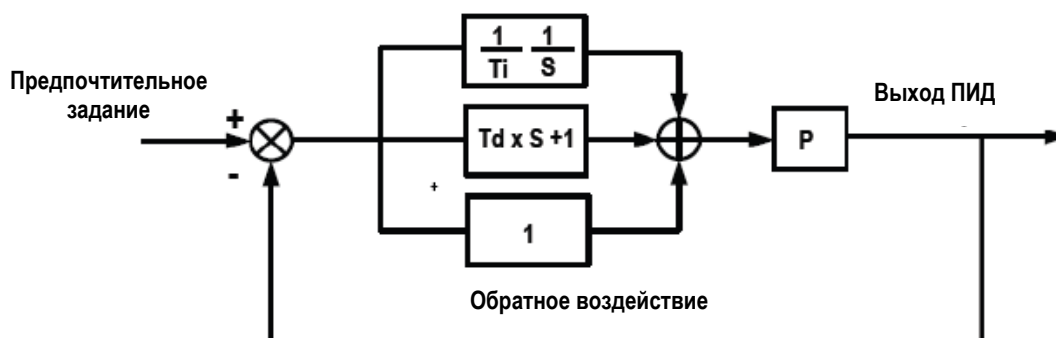 1 1
Ti S
Предпочтительное
задание
Выход ПИД
+
Td x S +1
P
-
+
1
Обратное воздействие